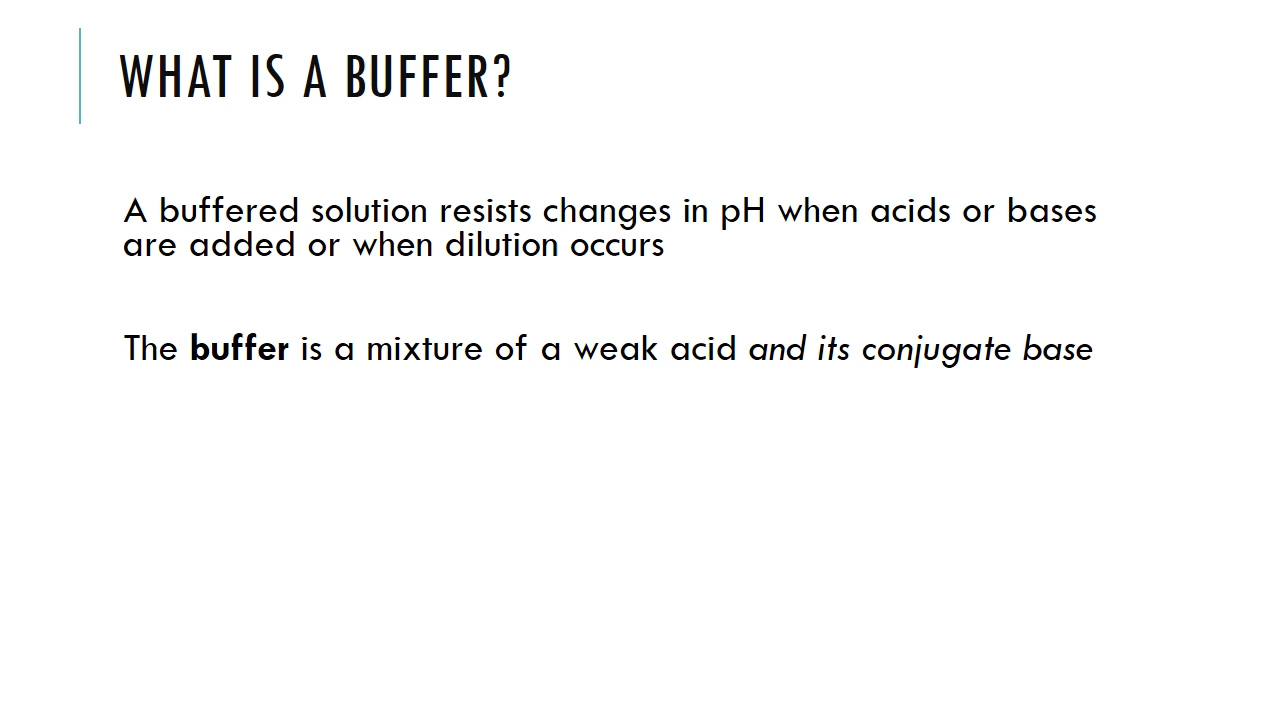 WHAT IS A BUFFER?
A buffered solution resists changes in pH when acids or bases
are added or when dilution occurs
The buffer is a mixture of a weak acid and its conjugate base